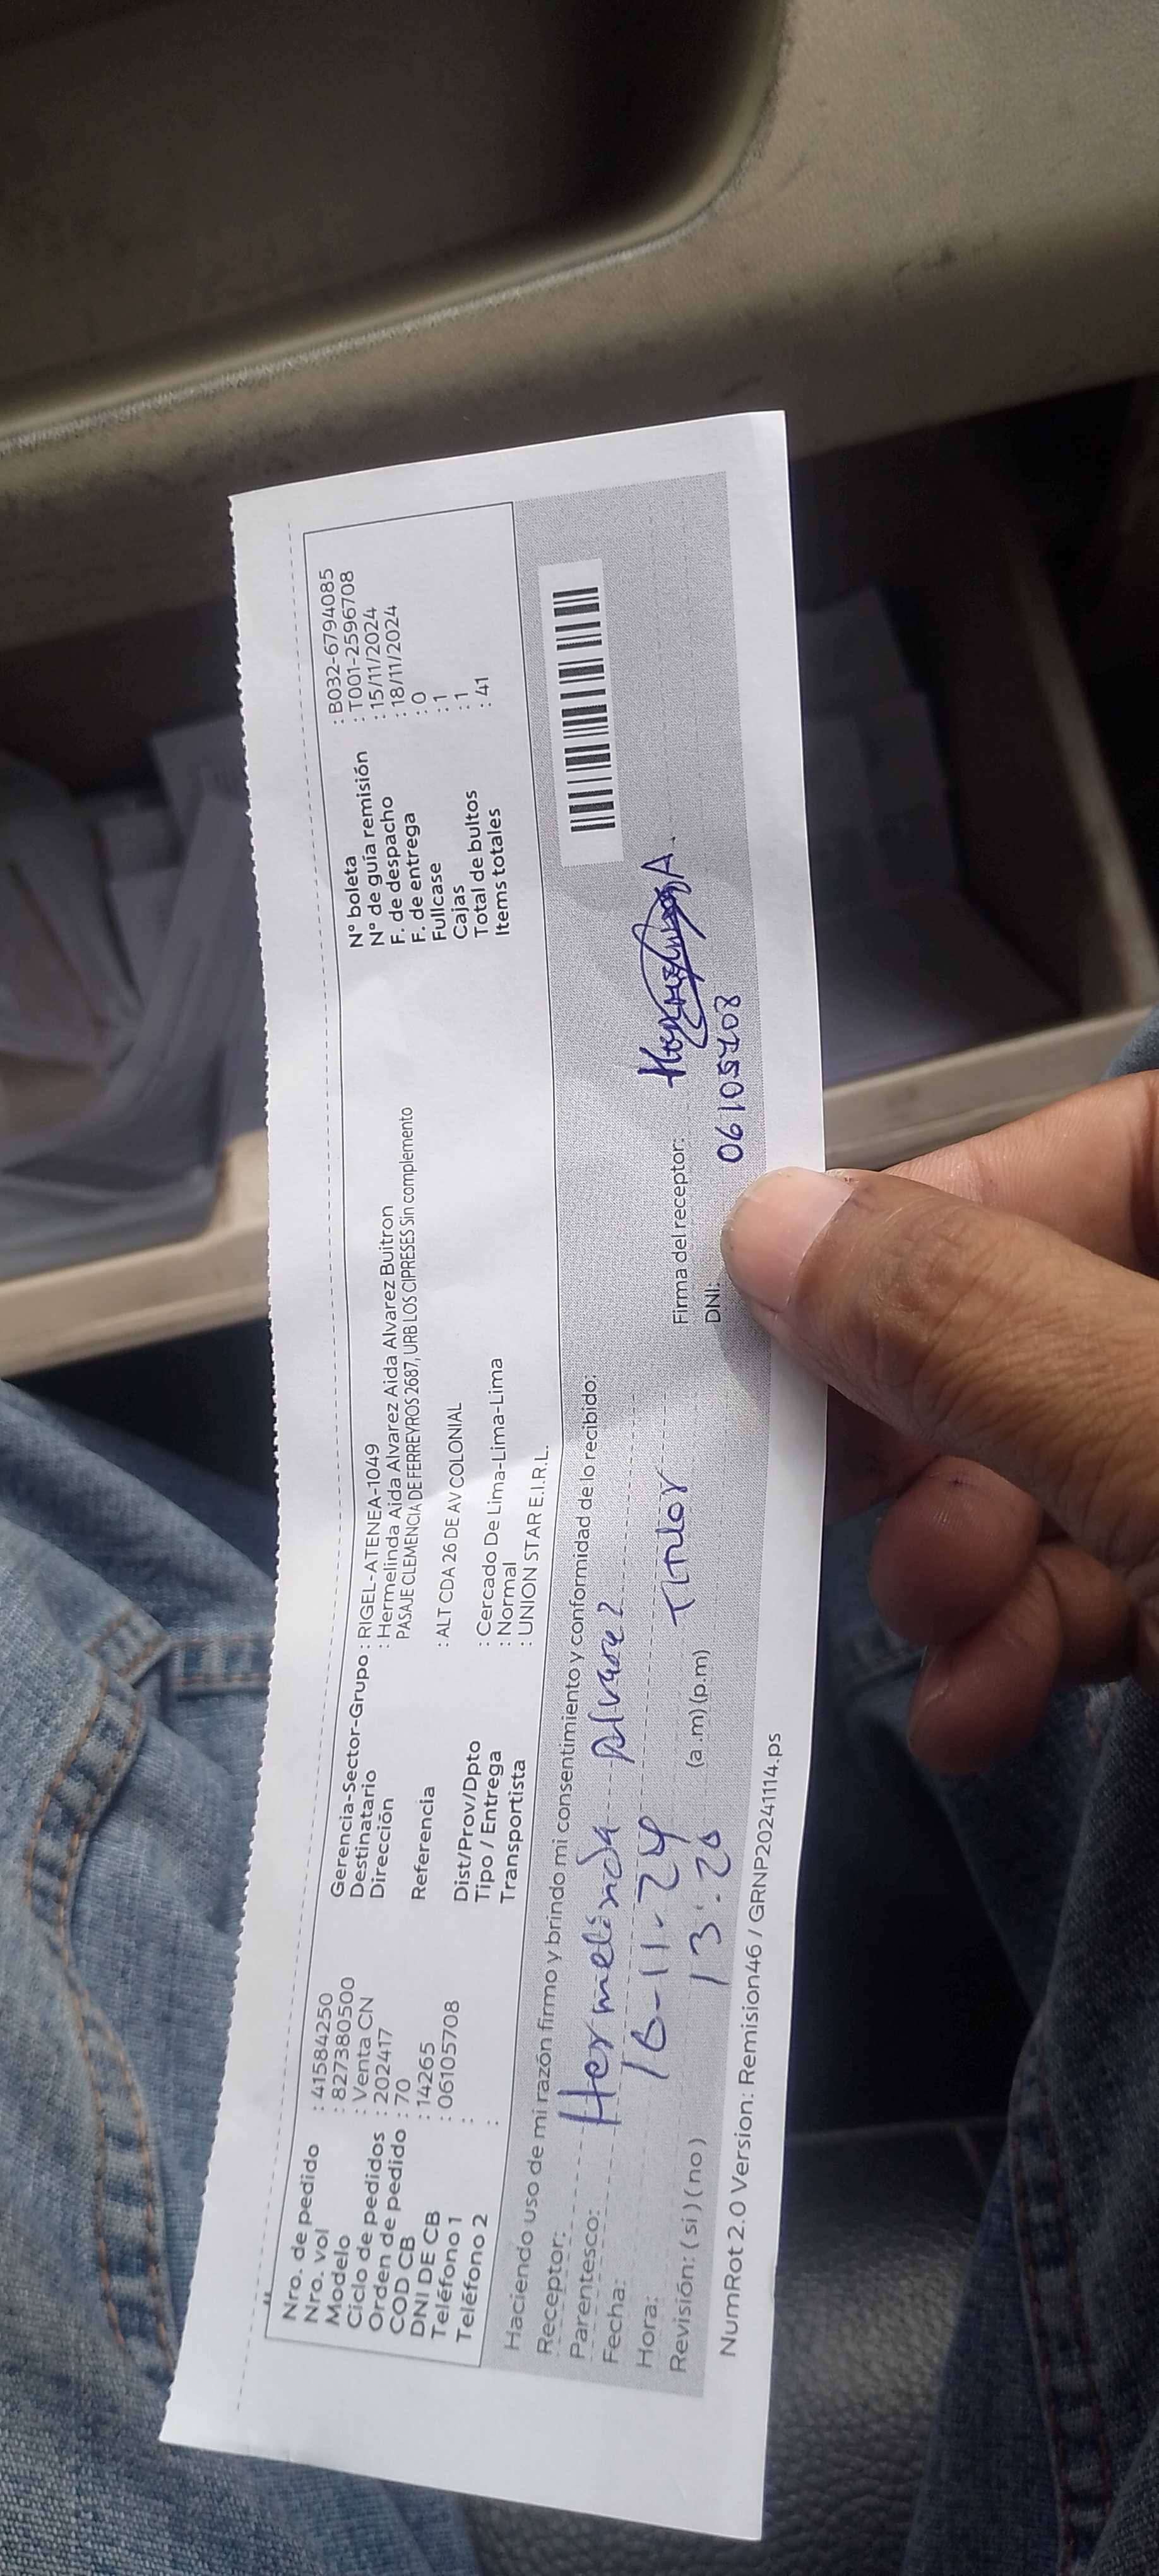 Nro. de pedido : 41584250
Nro. vol : 827380500
Modelo : Venta CN
Ciclo de pedidos : 202417
Orden de pedido : 70
COD CB : 14265
DNI DE CB : 06105708
Teléfono 1 :
Teléfono 2 :
Gerencia-Sector-Grupo : RIGEL-ATENEA-1049
Destinatario : Hermelinda Aida Alvarez Aida Alvarez Buitron
Dirección PASAJE CLEMENCIA DE FERREYROS 2687, URB LOS CIPRESES Sin complemento
Referencia : ALT CDA 26 DE AV COLONIAL
Dist/Prov/Dpto : Cercado De Lima-Lima-Lima
Tipo / Entrega : Normal
Transportista : UNION STAR E.I.R.L.
Nº boleta : B032-6794085
Nº de guía remisión : T001-2596708
F. de despacho : 15/11/2024
F. de entrega : 18/11/2024
Fullcase : 0
Cajas : 1
Total de bultos : 1
Items totales : 41
Haciendo uso de mi razón firmo y brindo mi consentimiento y conformidad de lo recibido:
Receptor: Hermelinda Alvarez
Parentesco: Titular
Fecha: 16-11-24
Hora: 13:20 (a.m) (p.m)
Revisión: ( si ) ( no )
Firma del receptor:
DNI: 06105708
NumRot 2.0 Version: Remision46 / GRNP20241114.ps